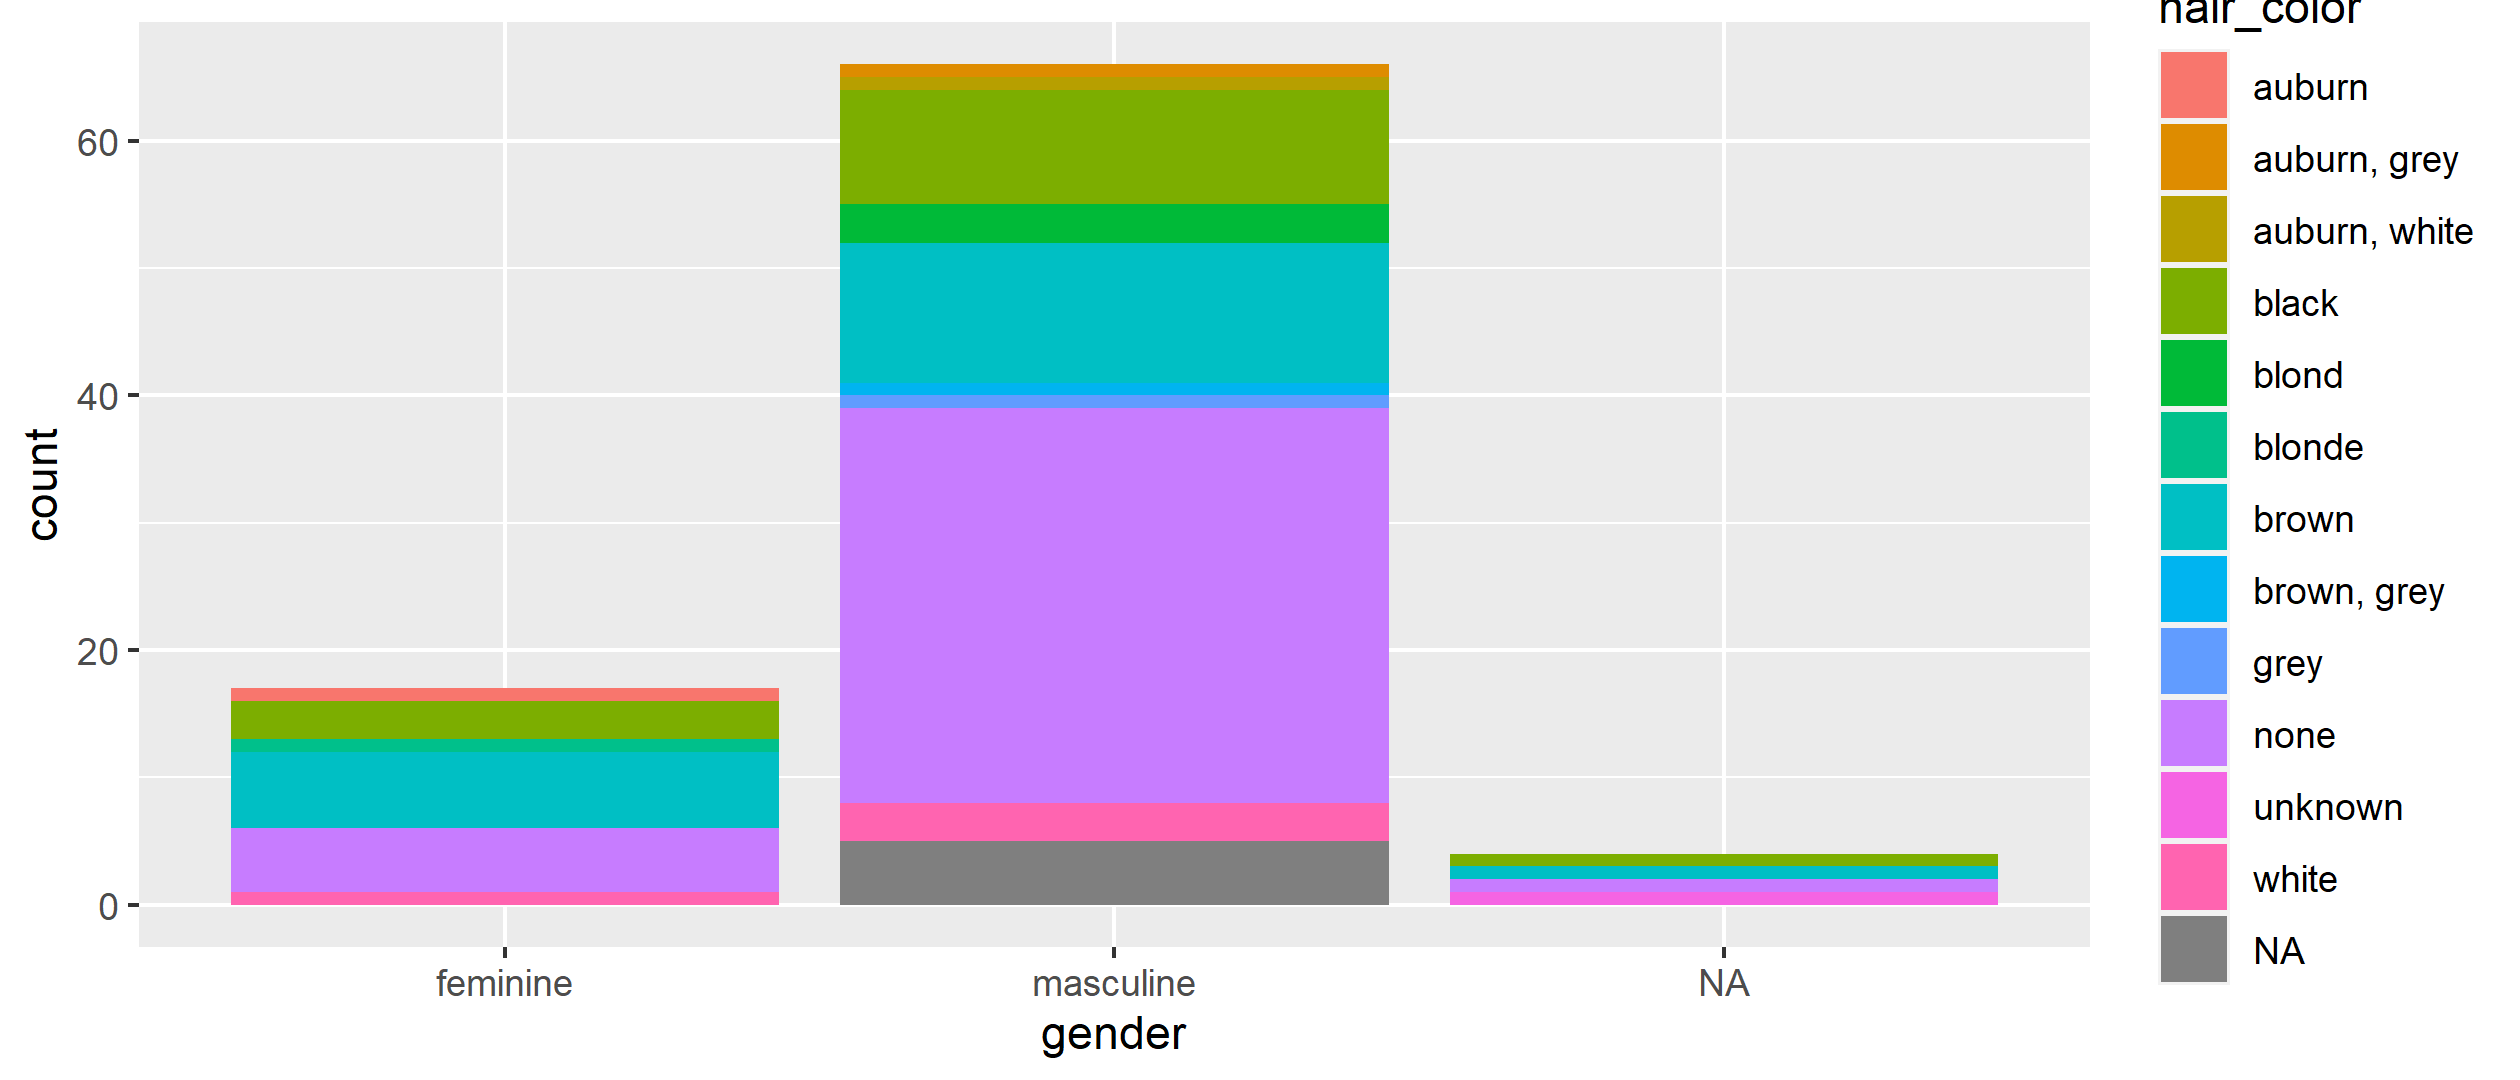 hair_color
auburn
auburn, grey
auburn, white
black
blond
blonde
brown
brown, grey
grey
none
unknown
white
NA
count
60
40
20
0
feminine masculine NA
gender